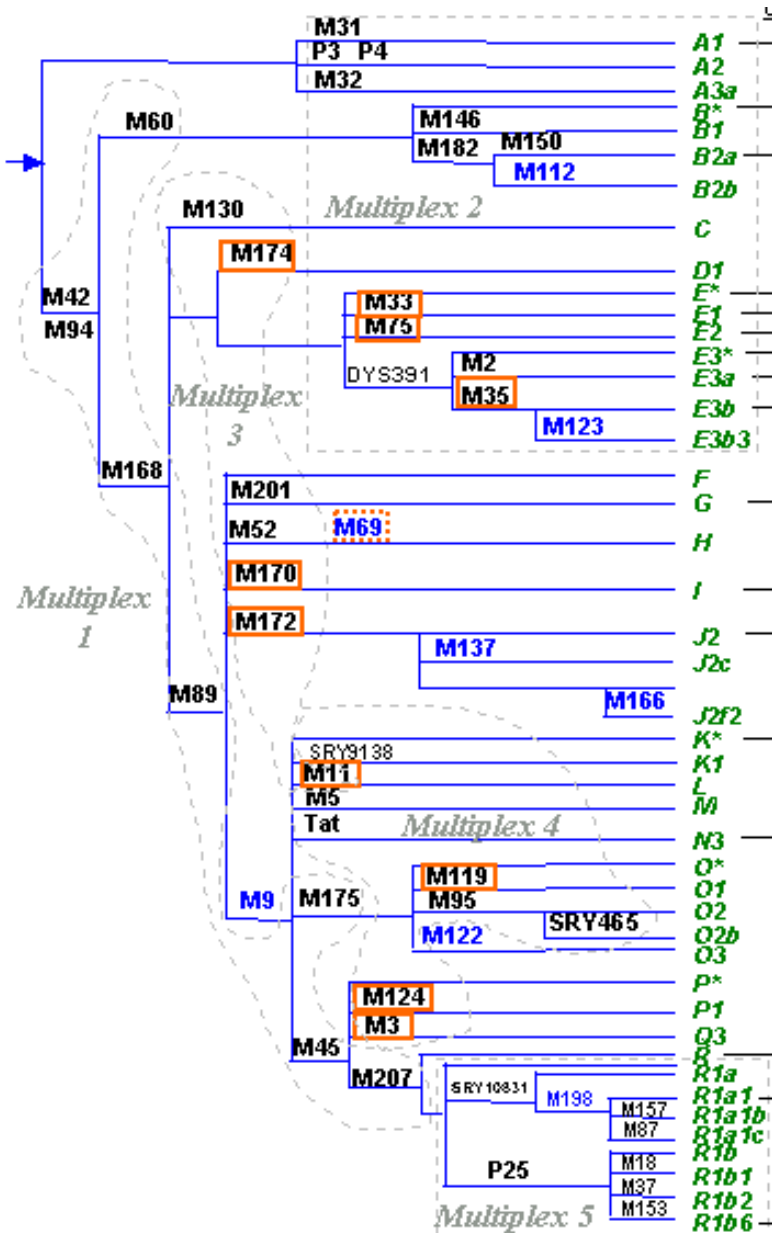 M31
A1
P3 P4
A2
M32
A3a
B*
M60
M146
B1
M182 M150
B2a
M112
B2b
M130
Multiplex 2
C
M174
D1
E*
M42
M33
E1
M94
M75
E2
E3*
DYS391
M2
E3a
Multiplex
3
M35
E3b
M123
E3b3
M168
F
M201
G
M52
M69
H
M170
I
Multiplex
1
M172
J2
M137
J2c
M89
M166
J2f2
K*
SRY9138
K1
M11
L
M5
M
Tat
Multiplex 4
N3
O*
M119
O1
M9
M175
M95
O2
SRY465
M122
O2b
O3
P*
M124
P1
M3
Q3
M45
R
M207
SRY10831
R1a
M198
R1a1
M157
R1a1b
M87
R1a1c
R1b
P25
M18
R1b1
M37
R1b2
M153
Multiplex 5
R1b6